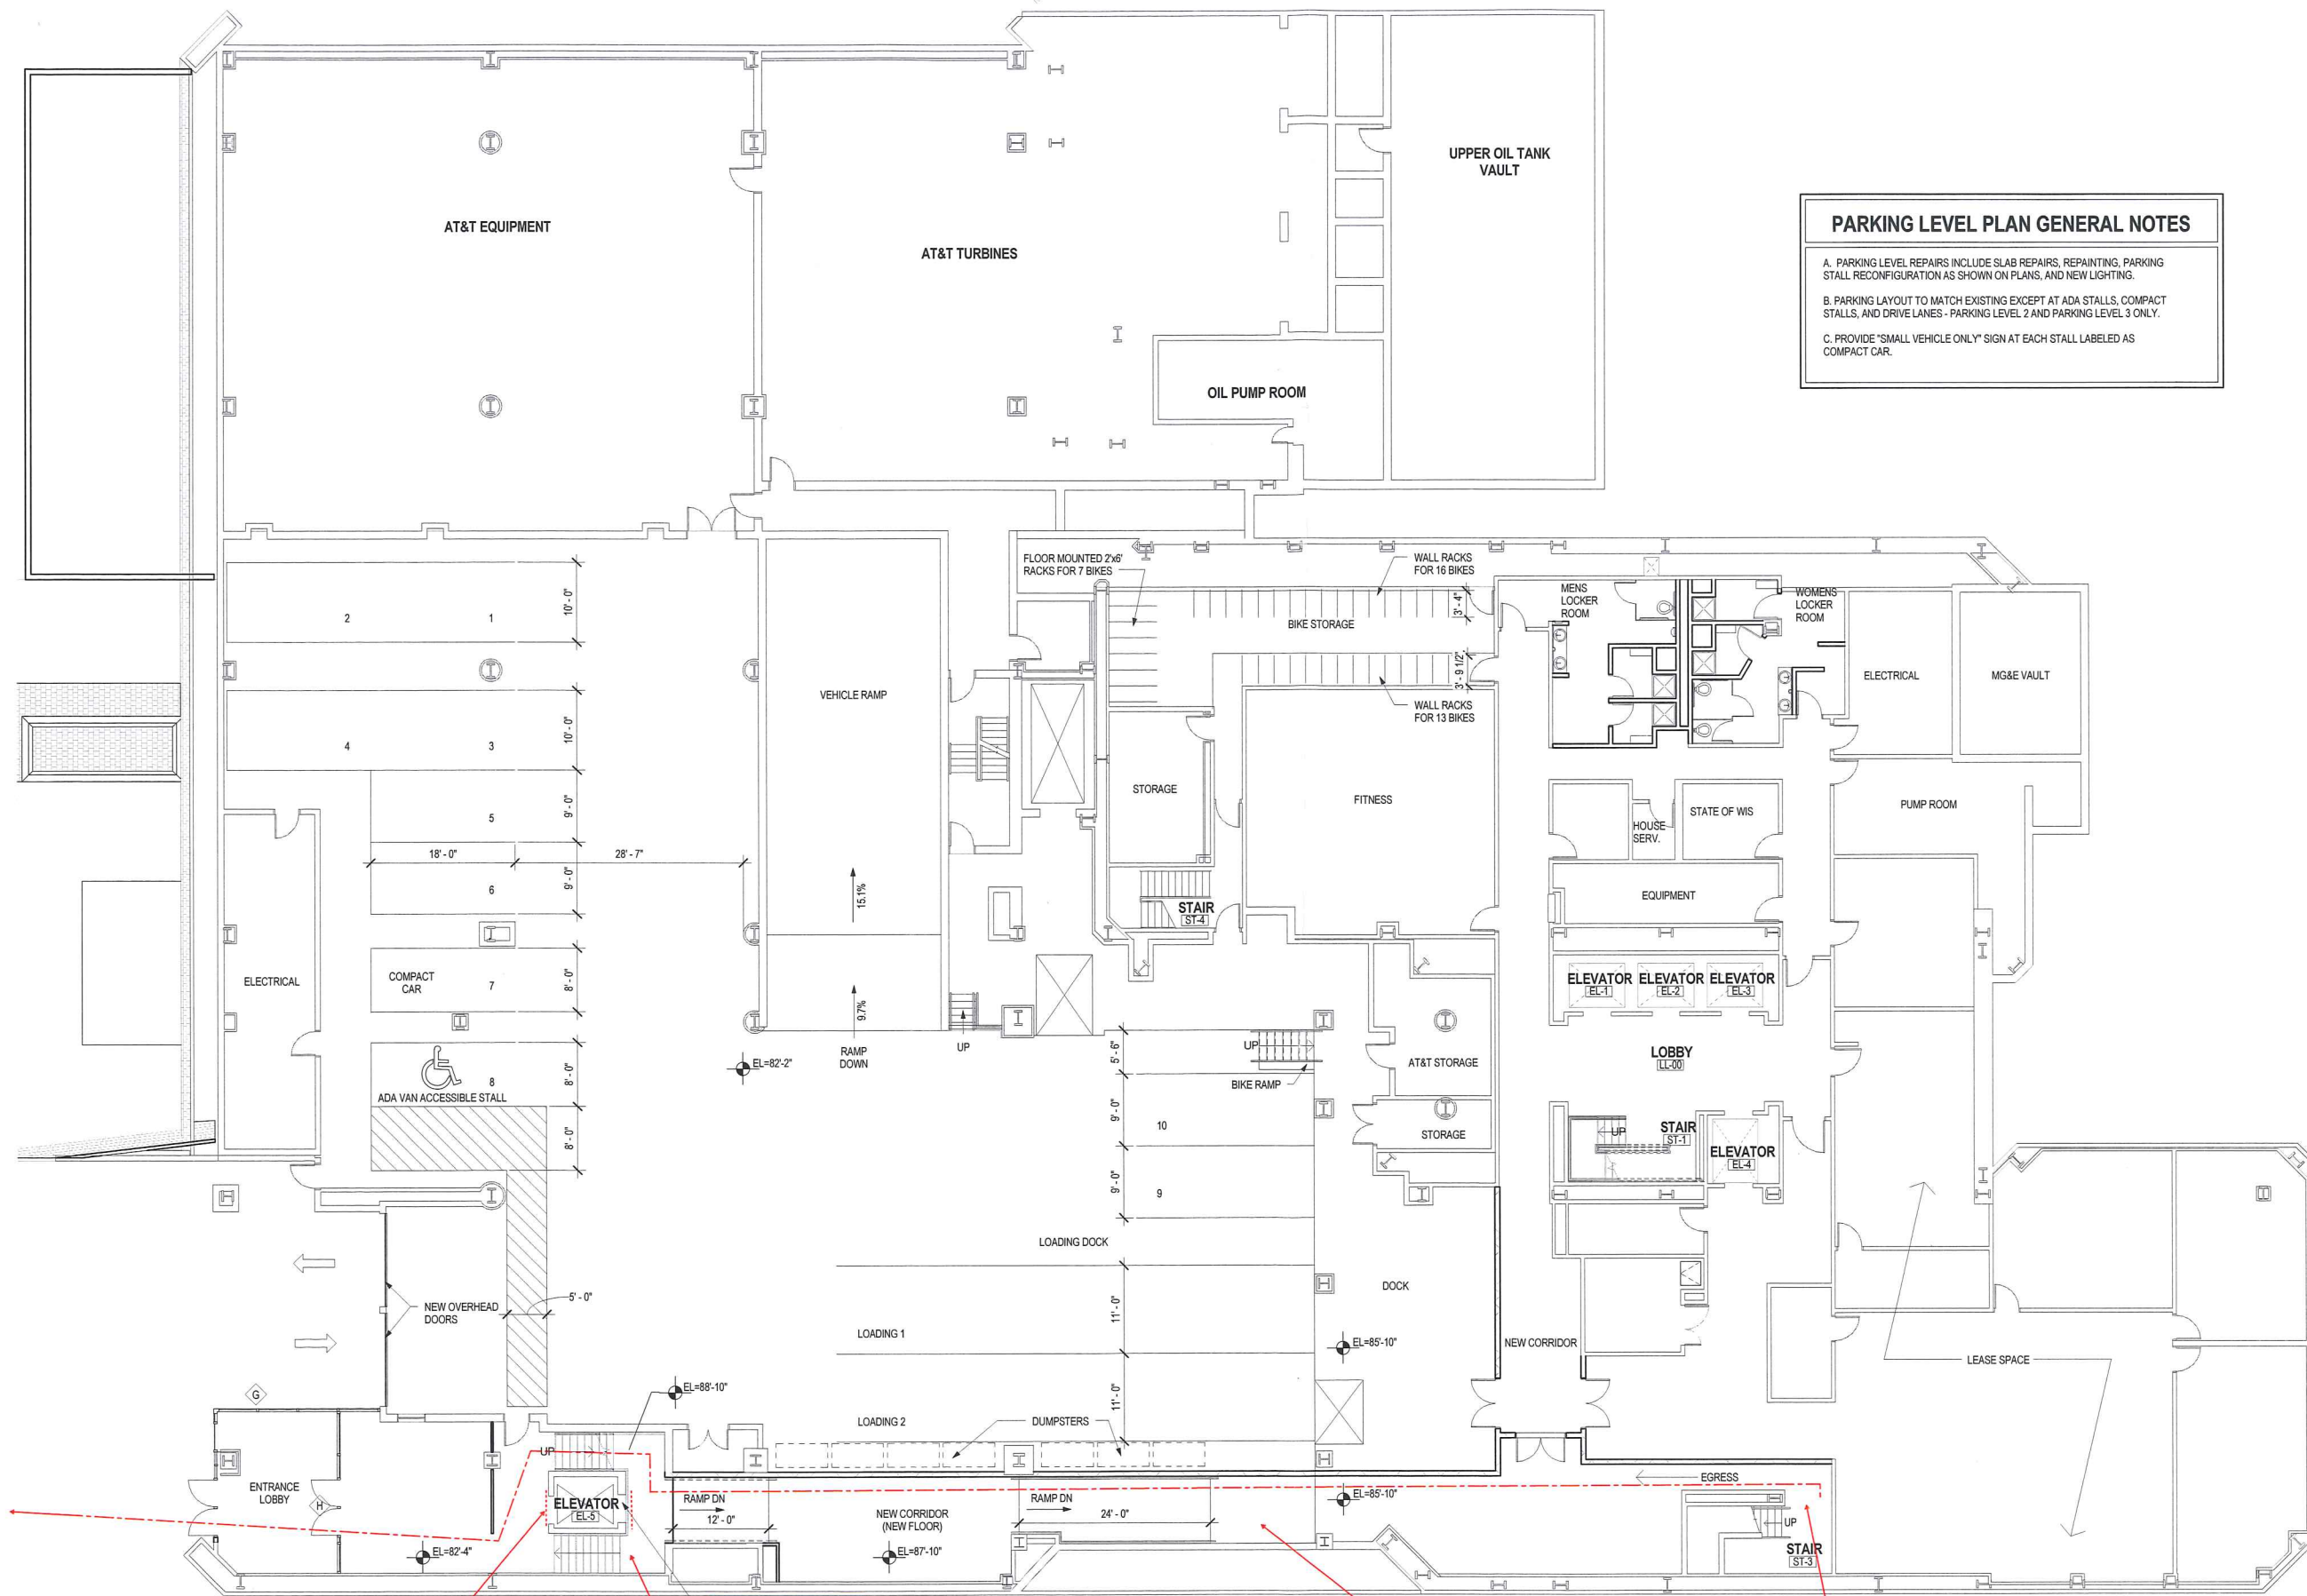 AT&T EQUIPMENT
AT&T TURBINES
UPPER OIL TANK
VAULT
OIL PUMP ROOM
PARKING LEVEL PLAN GENERAL NOTES
A. PARKING LEVEL REPAIRS INCLUDE SLAB REPAIRS, REPAINTING, PARKING
STALL RECONFIGURATION AS SHOWN ON PLANS, AND NEW LIGHTING.
B. PARKING LAYOUT TO MATCH EXISTING EXCEPT AT ADA STALLS, COMPACT
STALLS, AND DRIVE LANES - PARKING LEVEL 2 AND PARKING LEVEL 3 ONLY.
C. PROVIDE "SMALL VEHICLE ONLY" SIGN AT EACH STALL LABELED AS
COMPACT CAR.
2
1
10' - 0"
4
3
10' - 0"
5
9' - 0"
18' - 0"
28' - 7"
6
9' - 0"
COMPACT
CAR
7
8' - 0"
8
8' - 0"
ADA VAN ACCESSIBLE STALL
8' - 0"
ELECTRICAL
VEHICLE RAMP
15.1%
9.7%
RAMP
DOWN
UP
EL=82'-2"
FLOOR MOUNTED 2'x6'
RACKS FOR 7 BIKES
WALL RACKS
FOR 16 BIKES
3' - 4"
BIKE STORAGE
3' - 9 1/2"
WALL RACKS
FOR 13 BIKES
STORAGE
FITNESS
STAIR
ST-4
MENS
LOCKER
ROOM
WOMENS
LOCKER
ROOM
ELECTRICAL
MG&E VAULT
PUMP ROOM
HOUSE
SERV.
STATE OF WIS
EQUIPMENT
ELEVATOR
EL-1
ELEVATOR
EL-2
ELEVATOR
EL-3
LOBBY
LL-00
UP
STAIR
ST-1
ELEVATOR
EL-4
UP
BIKE RAMP
5' - 6"
9' - 0"
10
9' - 0"
9
AT&T STORAGE
STORAGE
LOADING DOCK
11' - 0"
LOADING 1
11' - 0"
LOADING 2
DUMPSTERS
DOCK
EL=85'-10"
NEW CORRIDOR
LEASE SPACE
NEW OVERHEAD
DOORS
5' - 0"
G
EL=88'-10"
UP
ENTRANCE
LOBBY
H
EL=82'-4"
ELEVATOR
EL-5
RAMP DN
12' - 0"
NEW CORRIDOR
(NEW FLOOR)
EL=87'-10"
RAMP DN
24' - 0"
EL=85'-10"
EGRESS
UP
STAIR
ST-3